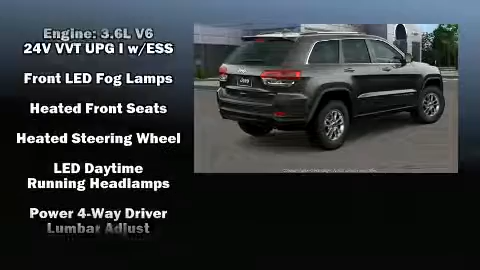 Engine: 3.6L V6
24V VVT UPG I w/ESS
Front LED Fog Lamps
Heated Front Seats
Heated Steering Wheel
LED Daytime
Running Headlamps
Power 4-Way Driver
Lumbar Adjust
Jeep